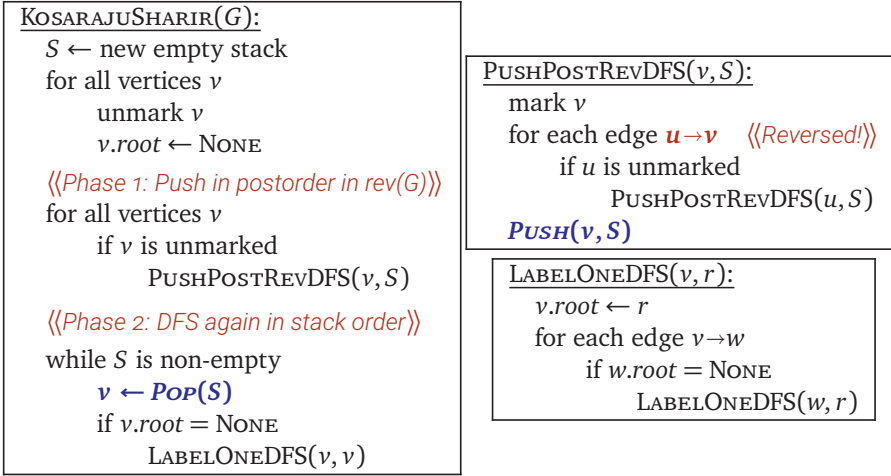 KOSARAJUSHARIR(G):
S ← new empty stack
for all vertices v
unmark v
v.root ← NONE
⟪Phase 1: Push in postorder in rev(G)⟫
for all vertices v
if v is unmarked
PUSHPOSTREVDFS(v, S)
⟪Phase 2: DFS again in stack order⟫
while S is non-empty
v ← POP(S)
if v.root = NONE
LABELONEDFS(v, v)
PUSHPOSTREVDFS(v, S):
mark v
for each edge u→v ⟪Reversed!⟫
if u is unmarked
PUSHPOSTREVDFS(u, S)
PUSH(v, S)
LABELONEDFS(v, r):
v.root ← r
for each edge v→w
if w.root = NONE
LABELONEDFS(w, r)